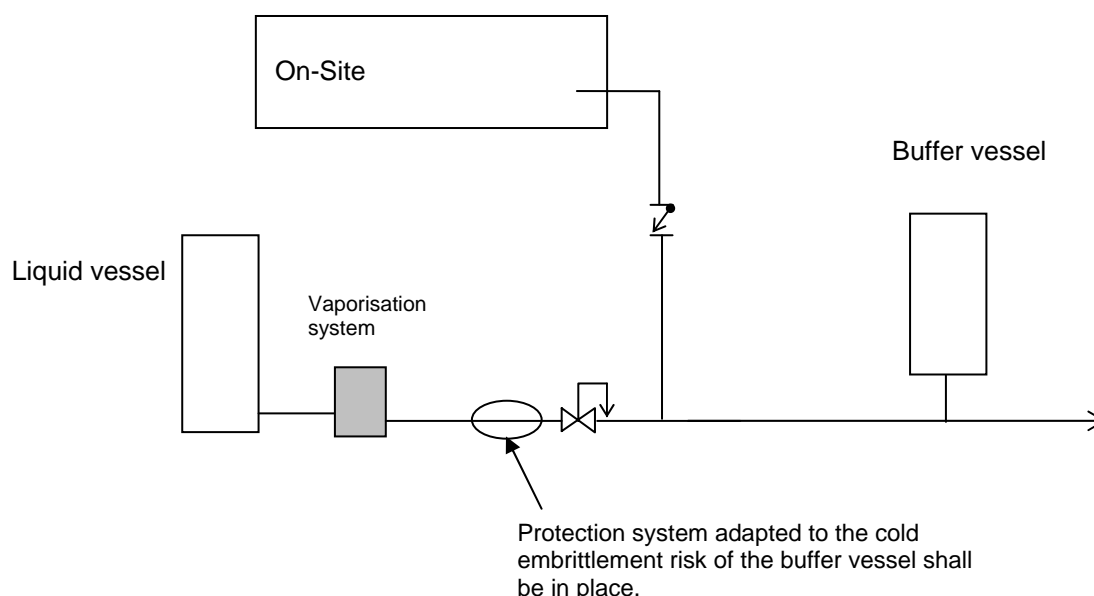 On-Site
Buffer vessel
Liquid vessel
Vaporisation
system
Protection system adapted to the cold
embrittlement risk of the buffer vessel shall
be in place.